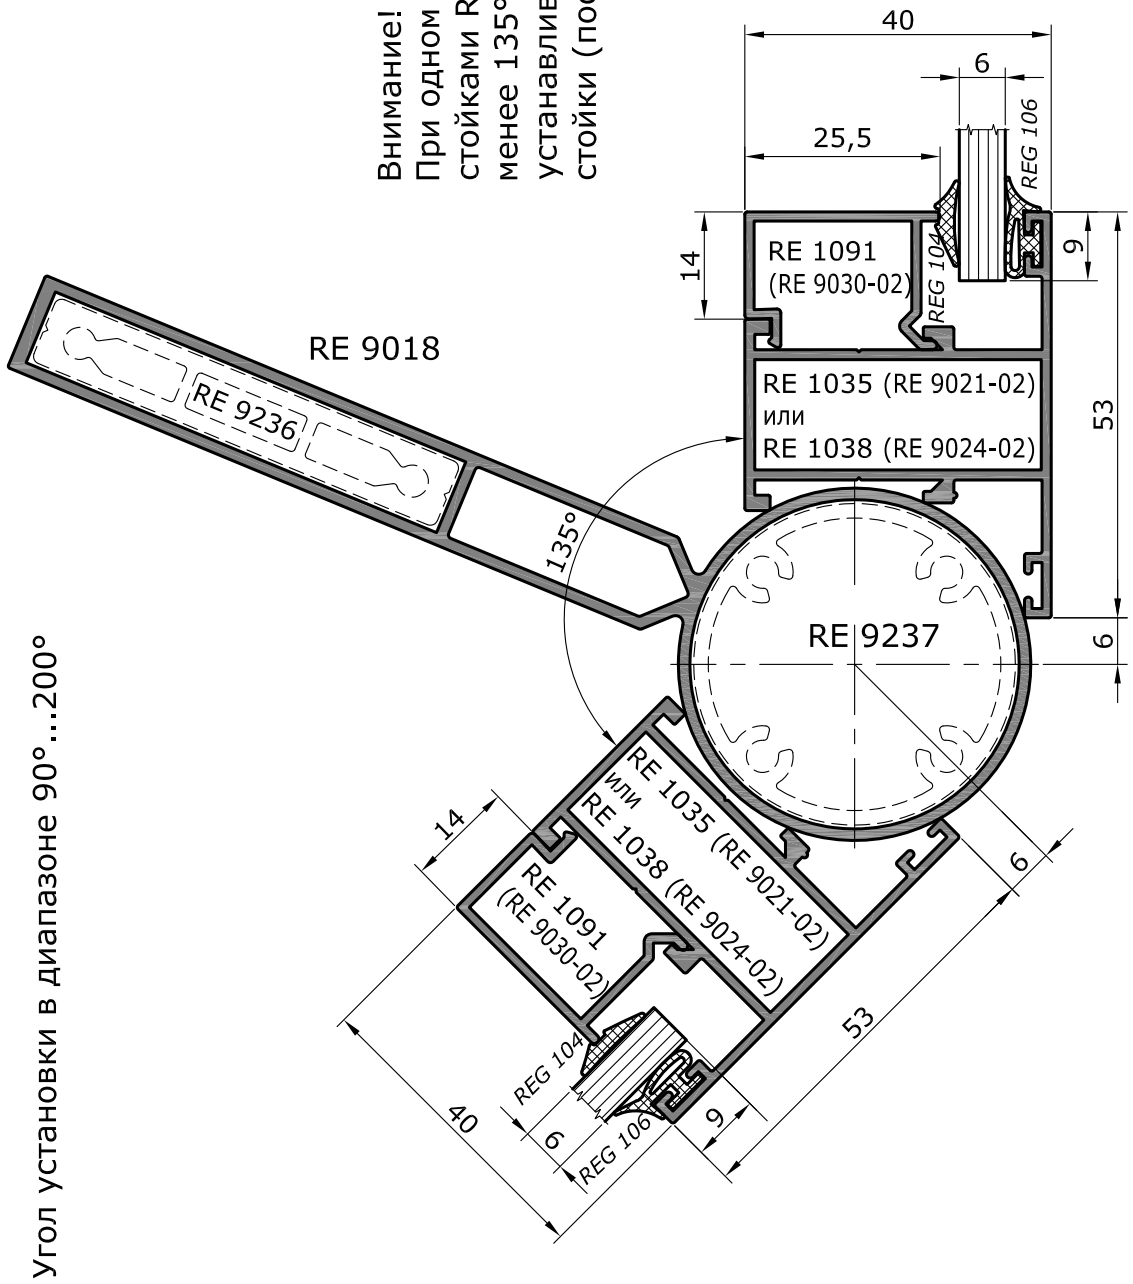 Угол установки в диапазоне 90°...200°
Внимание!
При одном
стойками
менее 135°
RE 9018
RE 9236
135°
RE 9237
40
6
25,5
REG 106
REG 104
14
9
RE 1091
(RE 9030-02)
RE 1035 (RE 9021-02)
или
RE 1038 (RE 9024-02)
53
6
RE 1035 (RE 9021-02)
или
RE 1038 (RE 9024-02)
14
RE 1091
(RE 9030-02)
6
53
REG 104
40
6
REG 106
9